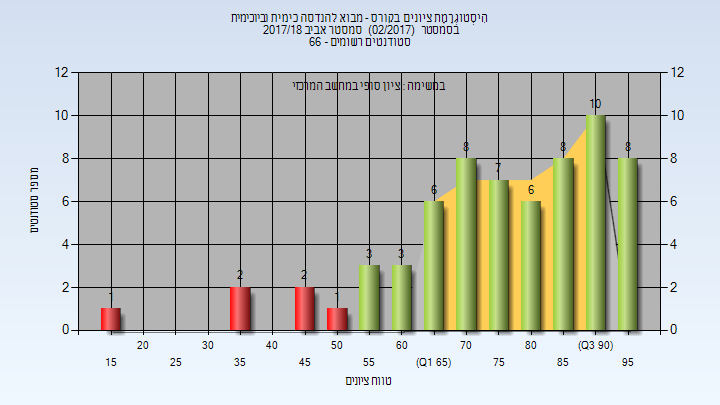 היסטוגרמת ציונים בקורס - מבוא להנדסה כימית וביוכימית
בסמסטר (02/2017) סמסטר אביב 2017/18
סטודנטים רשומים - 66
במשימה : ציון סופי במחשב המרכזי
12 12
10 10
8 8
6 6
4 4
2 2
0 0
מספר סטודנטים
1 2 2 1 3 3 6 8 7 6 8 10 8
20 30 40 50 60 70 80 (Q3 90)
15 25 35 45 55 (Q1 65) 75 85 95
טווח ציונים